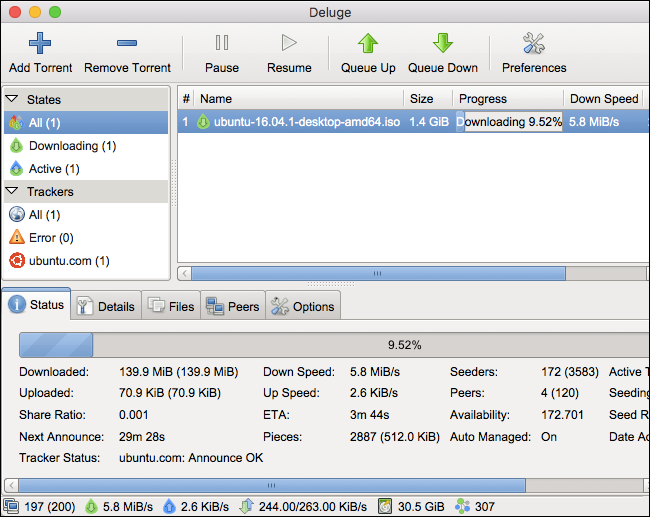 Deluge
Add Torrent Remove Torrent Pause Resume Queue Up Queue Down Preferences
States
All (1)
Downloading (1)
Active (1)
Trackers
All (1)
Error (0)
ubuntu.com (1)
# Name Size Progress Down Speed
1 ubuntu-16.04.1-desktop-amd64.iso 1.4 GiB ownloading 9.52% 5.8 MiB/s
Status Details Files Peers Options
9.52%
Downloaded: 139.9 MiB (139.9 MiB) Down Speed: 5.8 MiB/s Seeders: 172 (3583) Active T
Uploaded: 70.9 KiB (70.9 KiB) Up Speed: 2.6 KiB/s Peers: 4 (120) Seeding
Share Ratio: 0.001 ETA: 3m 44s Availability: 172.701 Seed R
Next Announce: 29m 28s Pieces: 2887 (512.0 KiB) Auto Managed: On Date Ad
Tracker Status: ubuntu.com: Announce OK
197 (200) 5.8 MiB/s 2.6 KiB/s 244.00/263.00 KiB/s 30.5 GiB 307